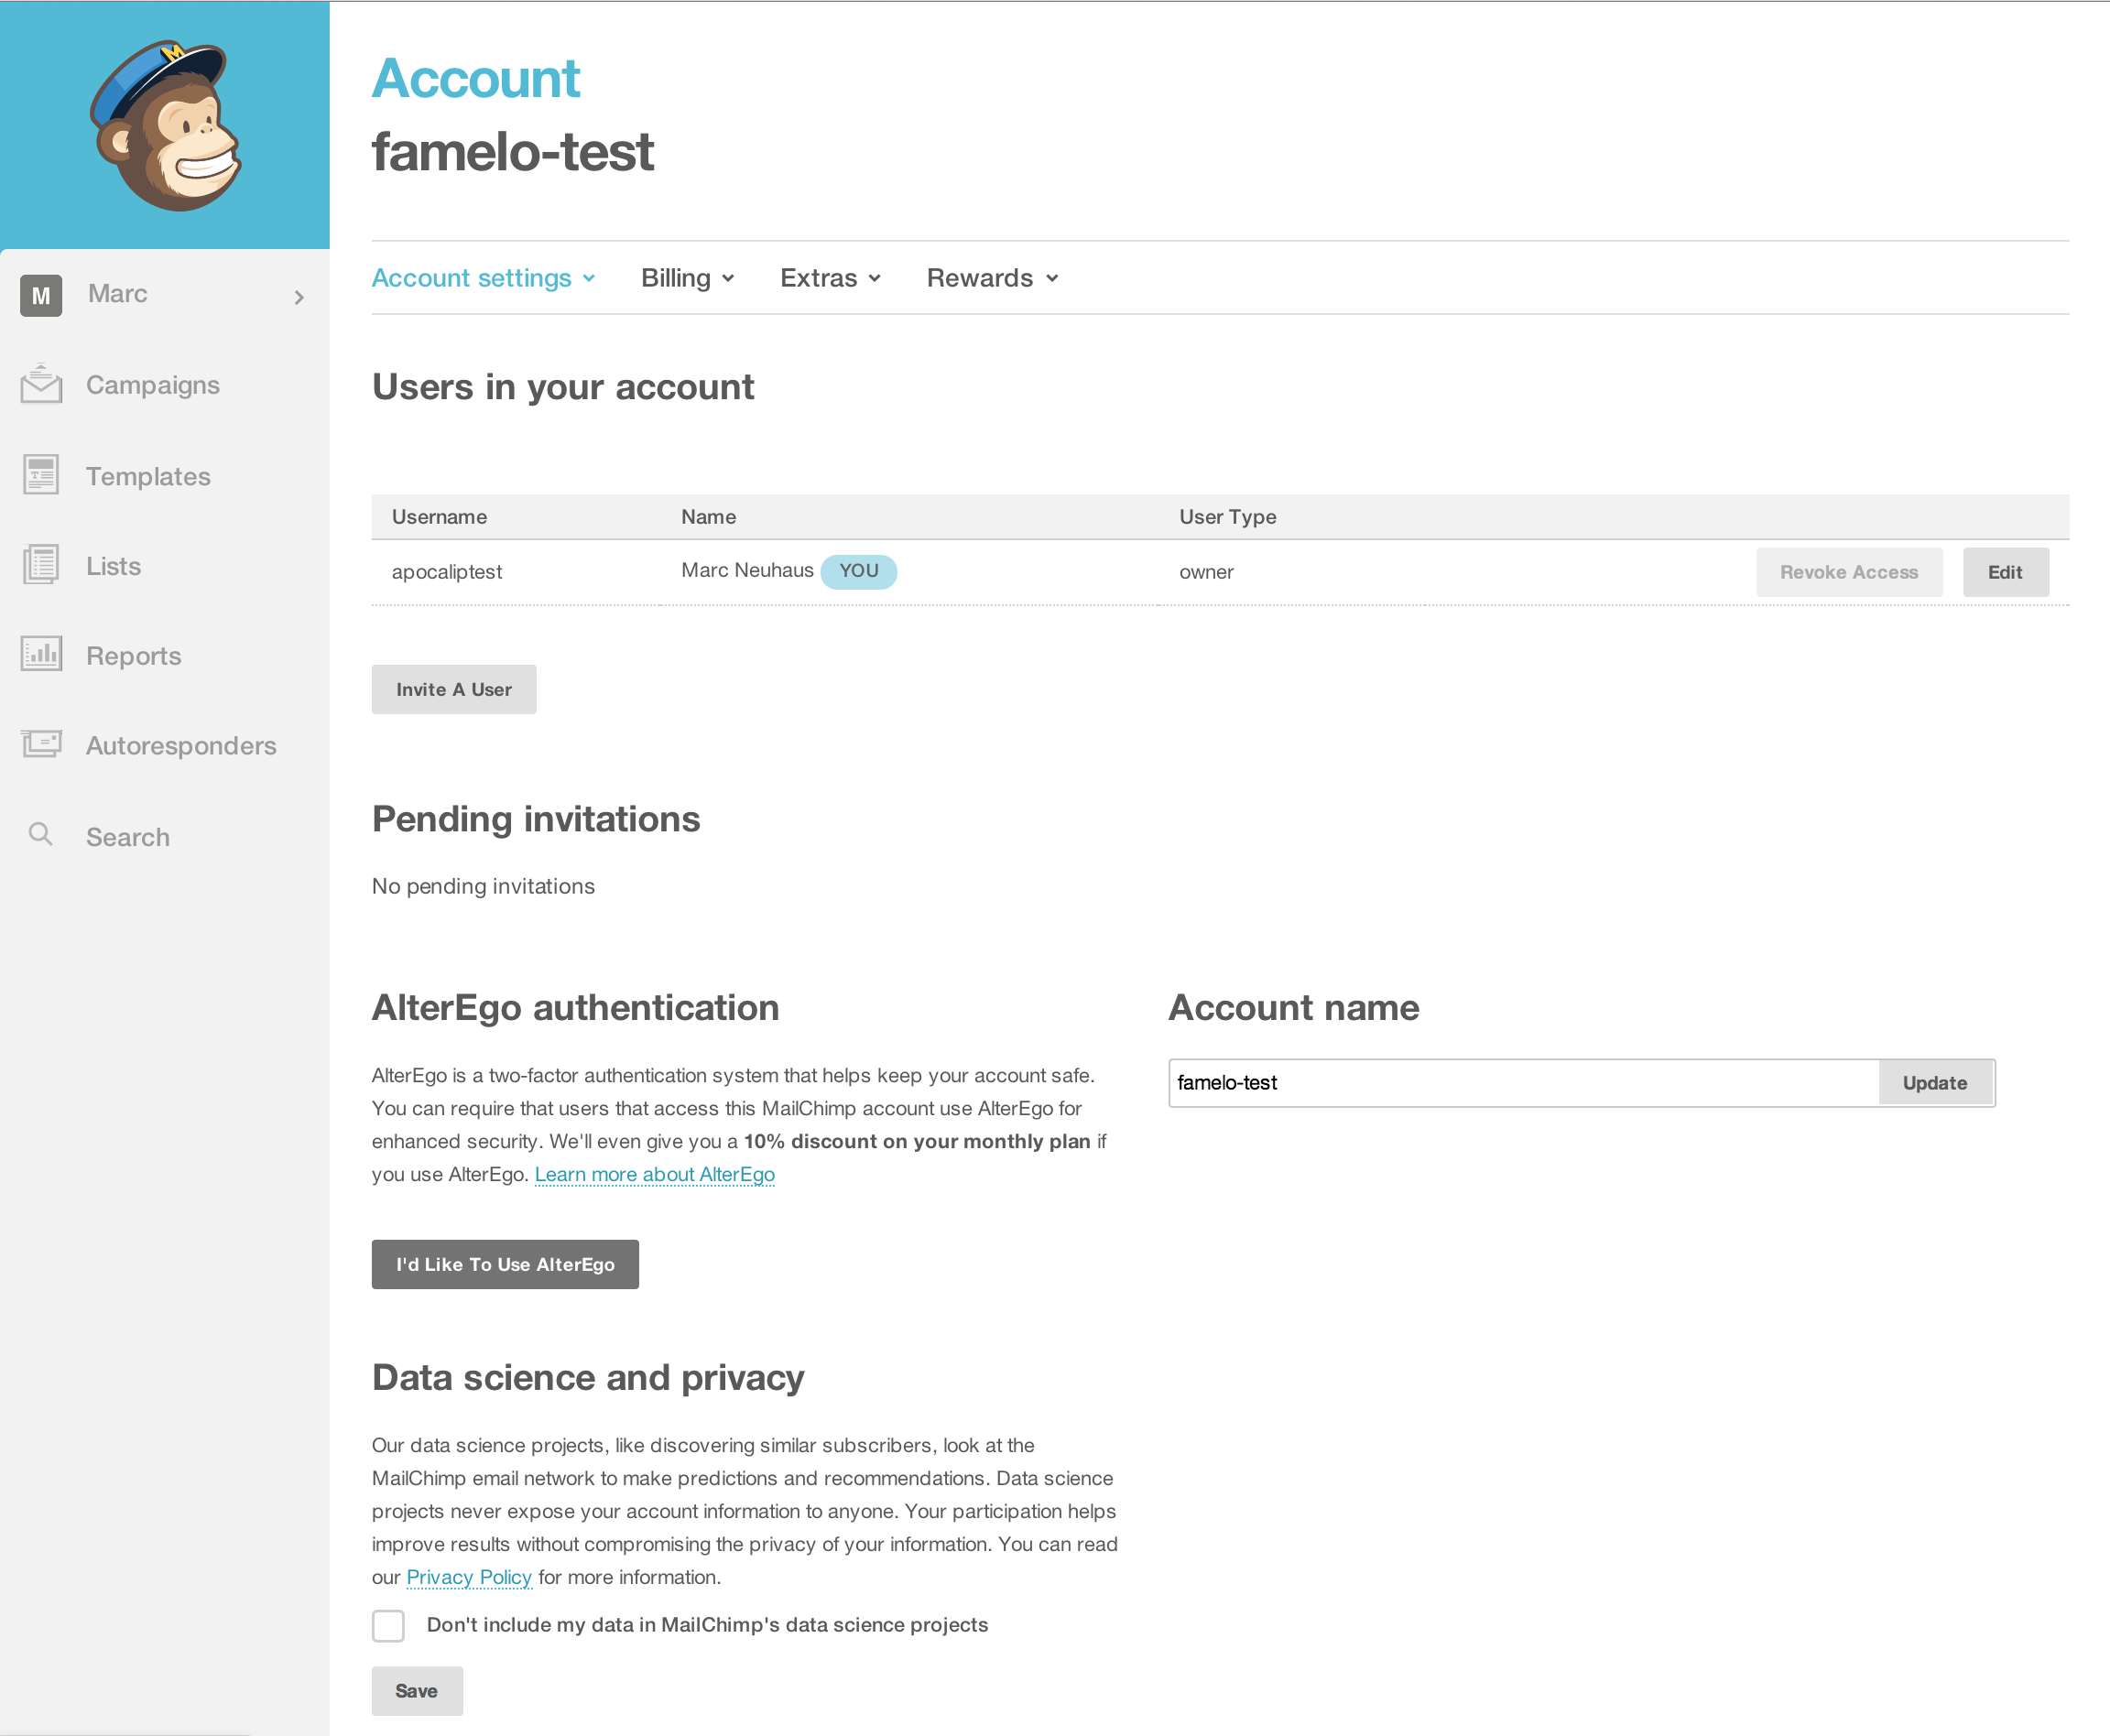 Account
famelo-test
M Marc
Campaigns
Templates
Lists
Reports
Autoresponders
Search
Account settings Billing Extras Rewards
Users in your account
Username Name User Type
apocaliptest Marc Neuhaus YOU owner Revoke Access Edit
Invite A User
Pending invitations
No pending invitations
AlterEgo authentication
AlterEgo is a two-factor authentication system that helps keep your account safe.
You can require that users that access this MailChimp account use AlterEgo for
enhanced security. We'll even give you a 10% discount on your monthly plan if
you use AlterEgo. Learn more about AlterEgo
I'd Like To Use AlterEgo
Account name
famelo-test Update
Data science and privacy
Our data science projects, like discovering similar subscribers, look at the
MailChimp email network to make predictions and recommendations. Data science
projects never expose your account information to anyone. Your participation helps
improve results without compromising the privacy of your information. You can read
our Privacy Policy for more information.
Don't include my data in MailChimp's data science projects
Save